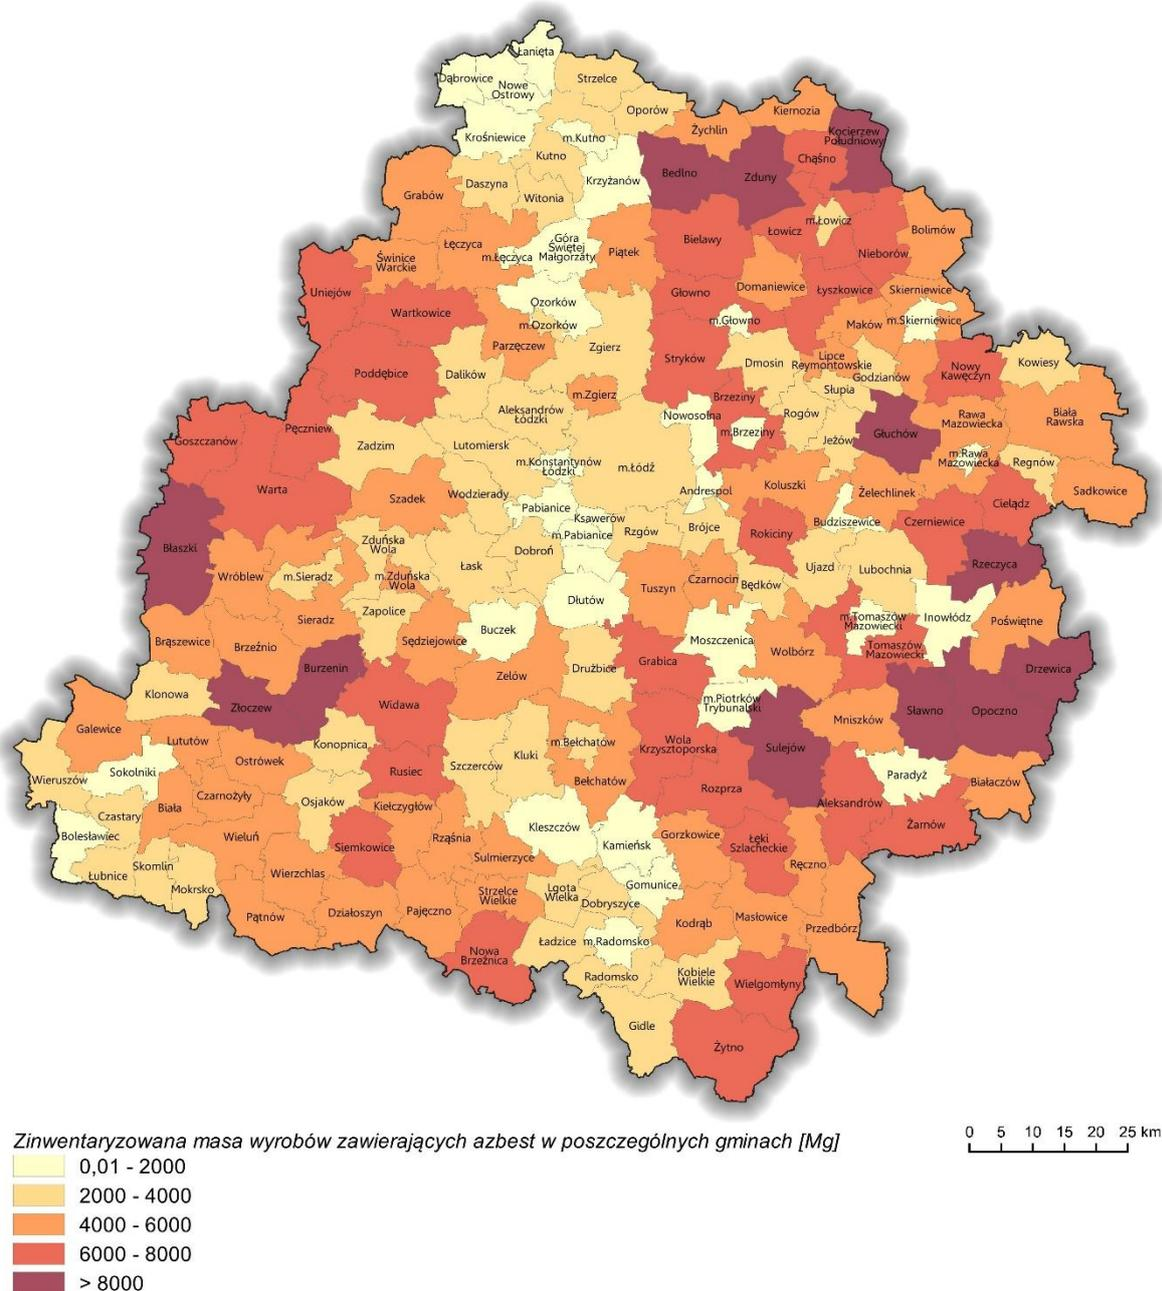 Łanięta
Dąbrowice
Nowe
Ostrowy
Strzelce
Oporów
Krośniewice
m.Kutno
Kutno
Żychlin
Kiernozia
Kocierzew
Południowy
Chąśno
Bedlno
Zduny
Krzyżanów
Daszyna
Witonia
Grabów
Łęczyca
m.Łęczyca
Góra
Świętej
Małgorzaty
Piątek
Bielawy
Łowicz
m.Łowicz
Bolimów
Nieborów
Świnice
Warckie
Uniejów
Wartkowice
Ozorków
m.Ozorków
Głowno
m.Głowno
Domaniewice
Łyszkowice
Skierniewice
m.Skierniewice
Maków
Parzęczew
Zgierz
Stryków
Dmosin
Lipce
Reymontowskie
Godzianów
Słupia
Nowy
Kawęczyn
Kowiesy
Poddębice
Dalików
m.Zgierz
Brzeziny
Aleksandrów
Łódzki
Nowosolna
m.Brzeziny
Rogów
Jeżów
Głuchów
Rawa
Mazowiecka
Biała
Rawska
Pęczniew
Goszczanów
Zadzim
Lutomiersk
m.Konstantynów
Łódzki
m.Łódź
m.Rawa
Mazowiecka
Regnów
Sadkowice
Warta
Szadek
Wodzierady
Andrespol
Koluszki
Żelechlinek
Cielądz
Pabianice
Ksawerów
m.Pabianice
Rzgów
Brójce
Rokiciny
Budziszewice
Czerniewice
Błaszki
Wróblew
m.Sieradz
Zduńska
Wola
m.Zduńska
Wola
Łask
Dobroń
Ujazd
Lubochnia
Rzeczyca
Tuszyn
Czarnocin
Będków
Dłutów
Zapolice
Sieradz
Brąszewice
Brzeźnio
Sędziejowice
Buczek
Moszczenica
Wolbórz
m.Tomaszów
Mazowiecki
Tomaszów
Mazowiecki
Inowłódz
Poświętne
Burzenin
Zelów
Drużbice
Grabica
Drzewica
Klonowa
Złoczew
Widawa
m.Piotrków
Trybunalski
Mniszków
Sławno
Opoczno
Galewice
Lututów
Konopnica
m.Bełchatów
Wola
Krzysztoporska
Sulejów
Wieruszów
Sokolniki
Ostrówek
Rusiec
Szczerców
Kluki
Bełchatów
Rozprza
Paradyż
Białaczów
Aleksandrów
Czastary
Biała
Czarnożyły
Osjaków
Kiełczygłów
Bolesławiec
Wieluń
Siemkowice
Rząśnia
Kleszczów
Kamieńsk
Gorzkowice
Łęki
Szlacheckie
Żarnów
Ręczno
Łubnice
Skomlin
Mokrsko
Wierzchlas
Sulmierzyce
Gomunice
Strzelce
Wielkie
Lgota
Wielka
Dobryszyce
Pątnów
Działoszyn
Pajęczno
Kodrąb
Masłowice
Przedbórz
Nowa
Brzeźnica
Ładzice
m.Radomsko
Radomsko
Kobiele
Wielkie
Wielgomłyny
Gidle
Żytno
Zinwentaryzowana masa wyrobów zawierających azbest w poszczególnych gminach [Mg]
0,01 - 2000
2000 - 4000
4000 - 6000
6000 - 8000
> 8000
0 5 10 15 20 25 km